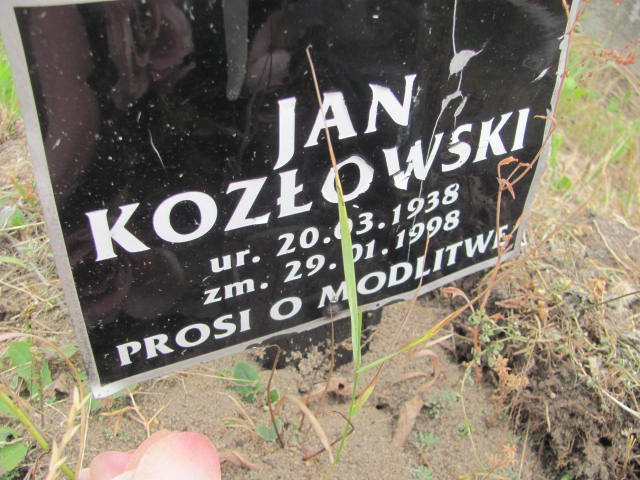 JAN
KOZŁOWSKI
ur. 20.03.1938
zm. 29.01.1998
PROSI O MODLITWĘ